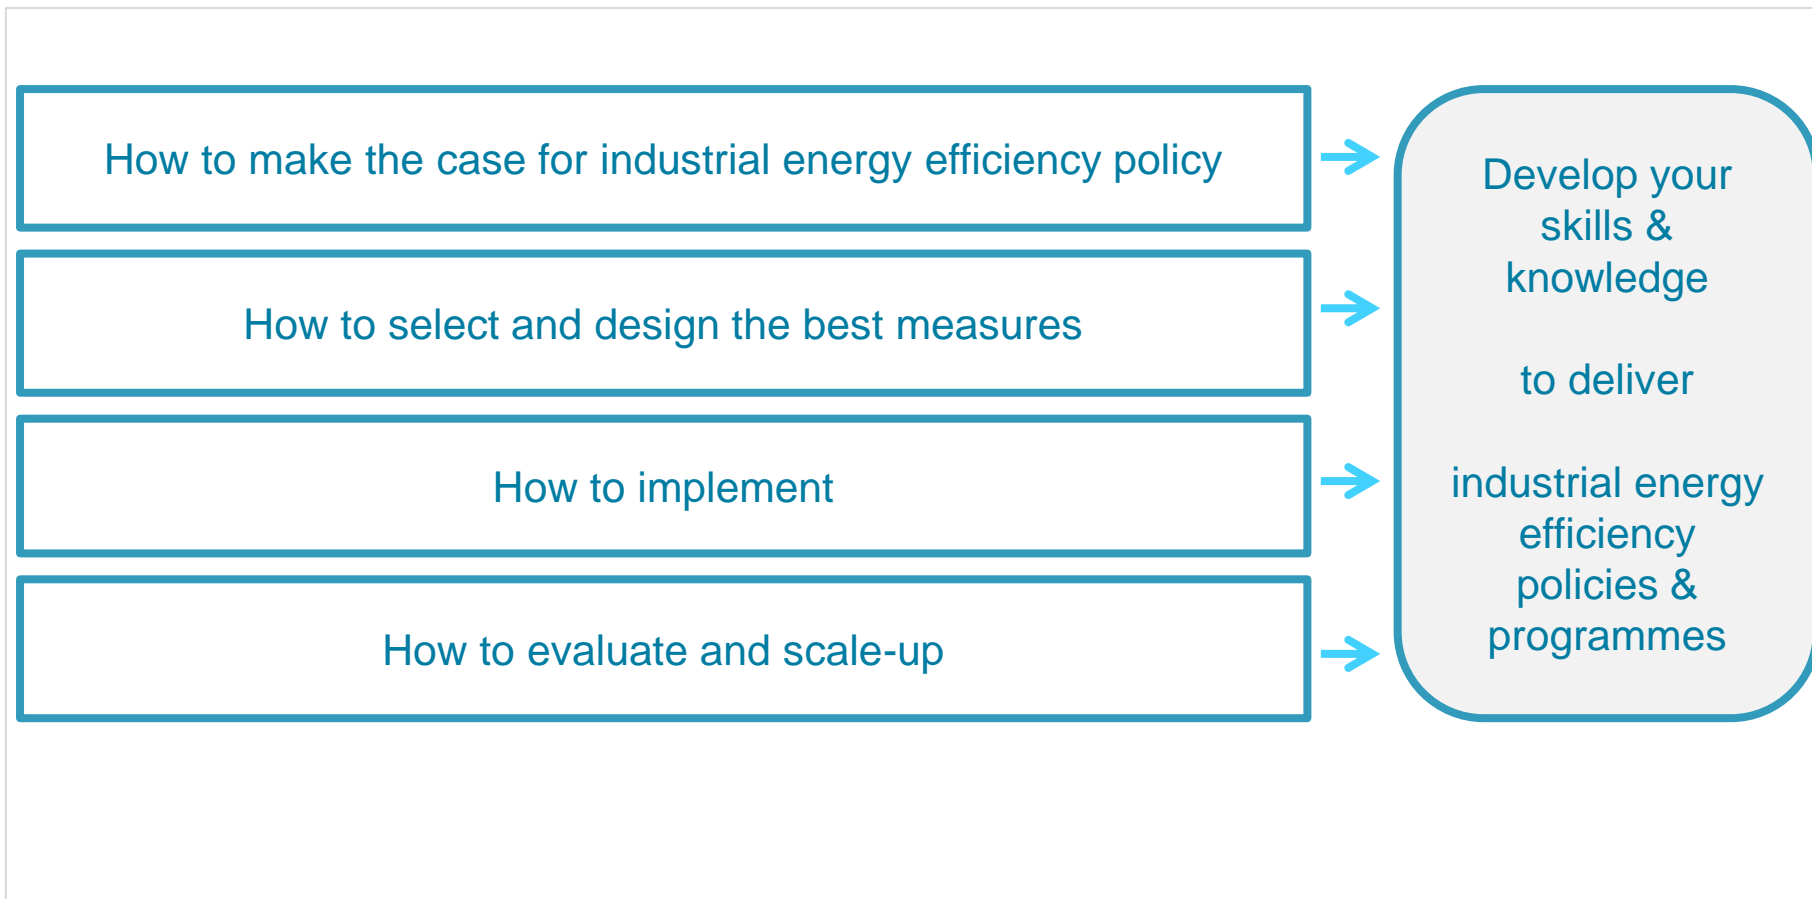 How to make the case for industrial energy efficiency policy
How to select and design the best measures
How to implement
How to evaluate and scale-up
Develop your
skills &
knowledge
to deliver
industrial energy
efficiency
policies &
programmes